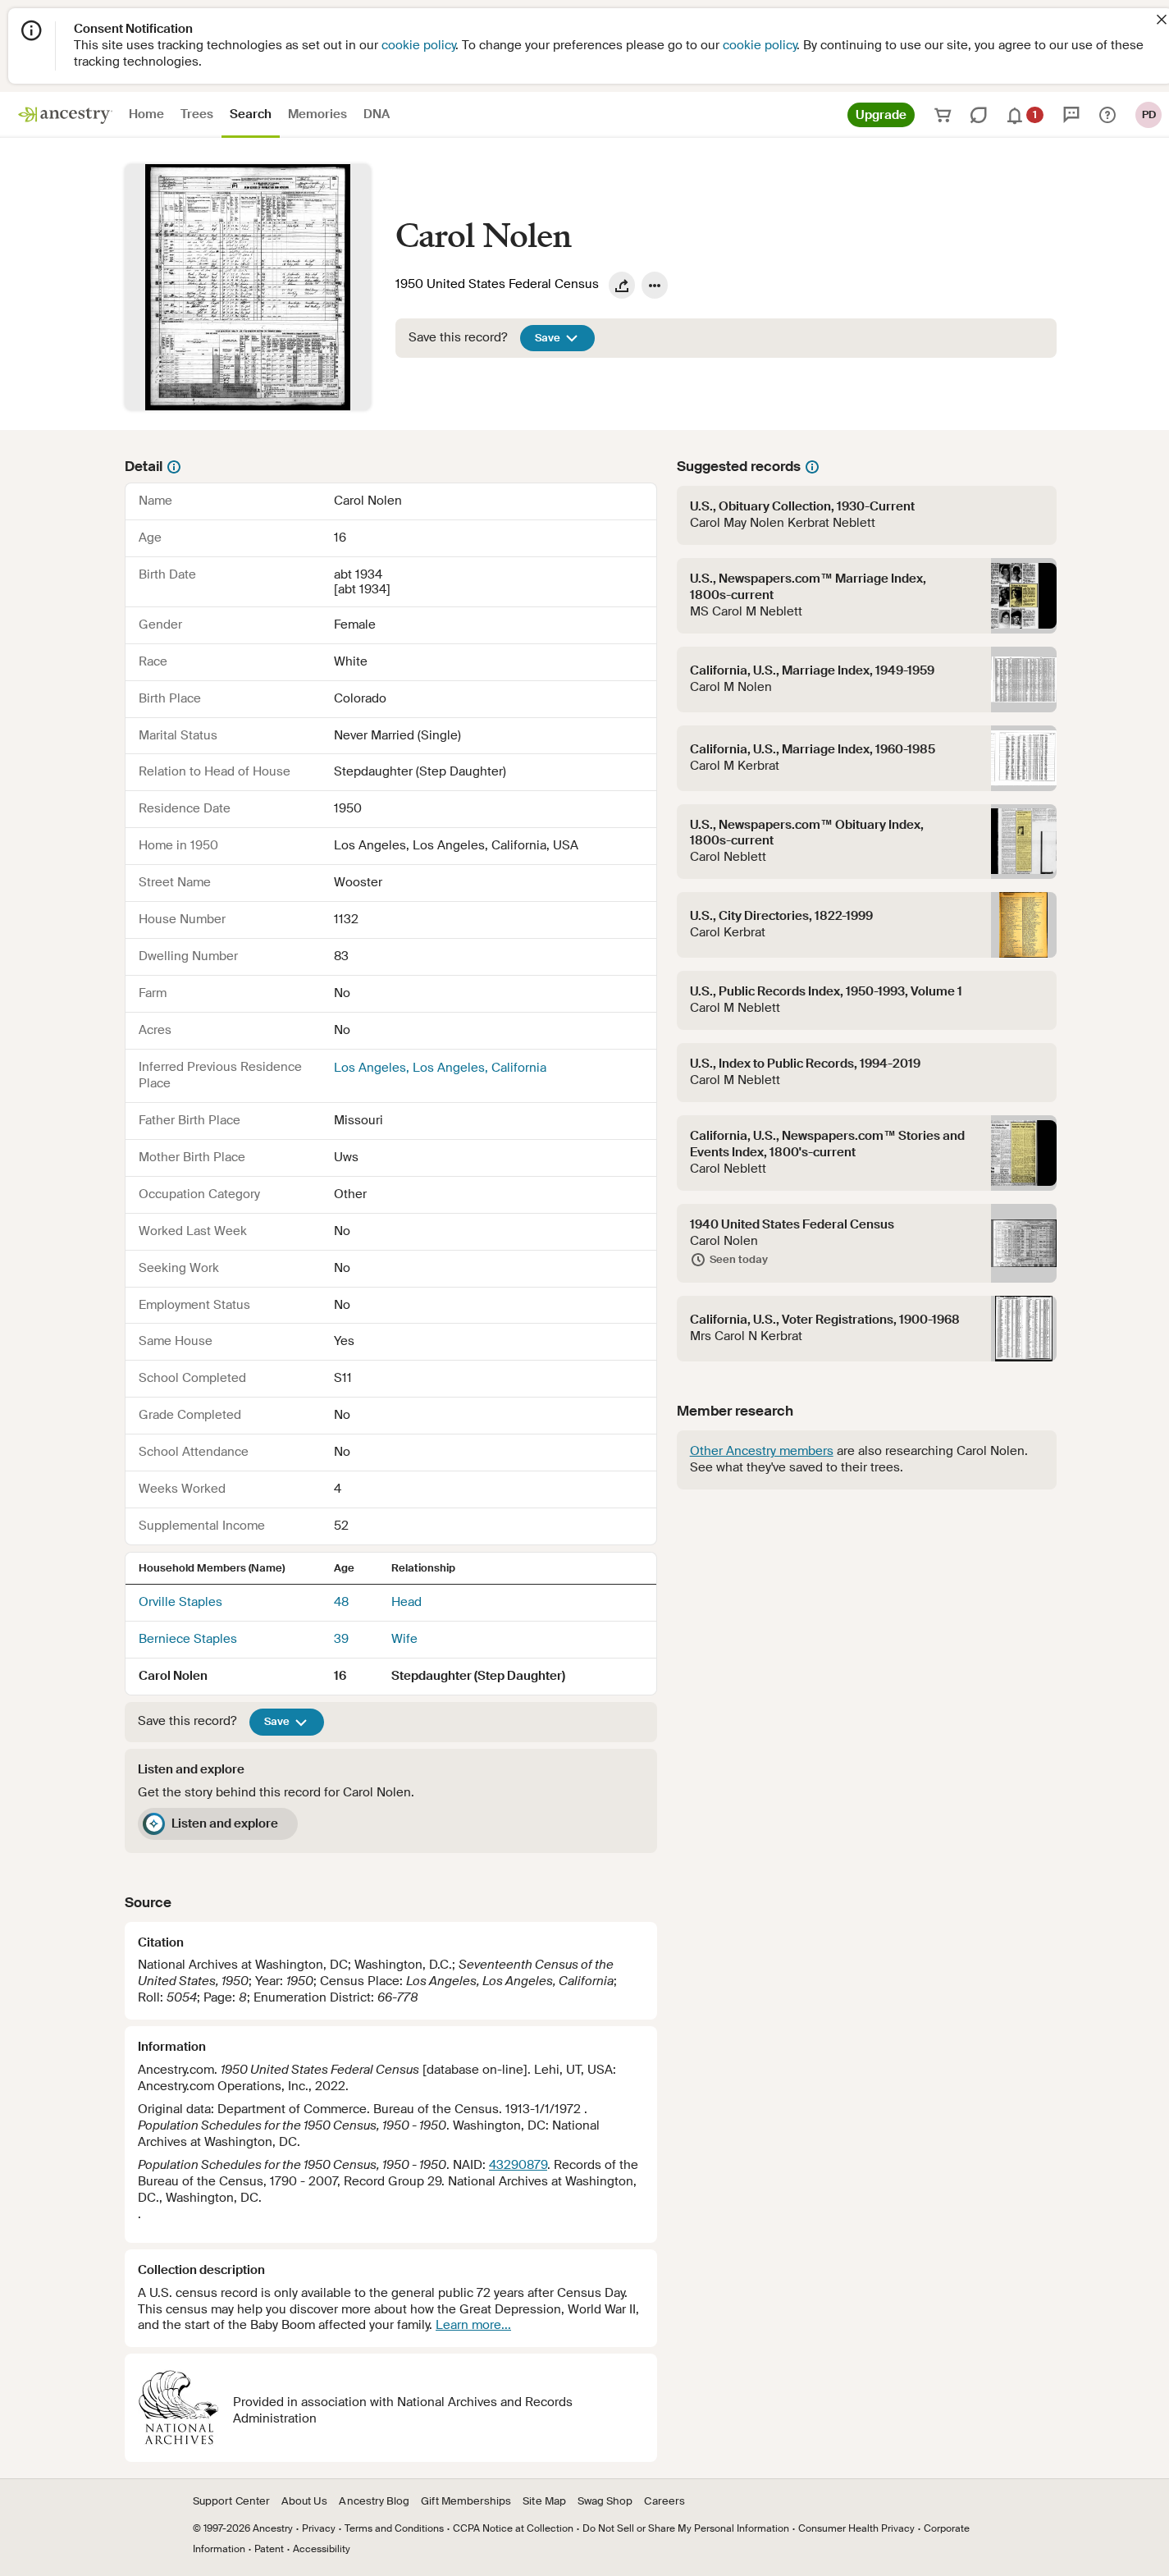 Consent Notification
This site uses tracking technologies as set out in our cookie policy. To change your preferences please go to our cookie policy. By continuing to use our site, you agree to our use of these
tracking technologies.
ancestry Home Trees Search Memories DNA Upgrade 1 PD
Carol Nolen
1950 United States Federal Census
Save this record? Save
Detail
Name Carol Nolen
Age 16
Birth Date abt 1934
[abt 1934]
Gender Female
Race White
Birth Place Colorado
Marital Status Never Married (Single)
Relation to Head of House Stepdaughter (Step Daughter)
Residence Date 1950
Home in 1950 Los Angeles, Los Angeles, California, USA
Street Name Wooster
House Number 1132
Dwelling Number 83
Farm No
Acres No
Inferred Previous Residence Los Angeles, Los Angeles, California
Place
Father Birth Place Missouri
Mother Birth Place Uws
Occupation Category Other
Worked Last Week No
Seeking Work No
Employment Status No
Same House Yes
School Completed S11
Grade Completed No
School Attendance No
Weeks Worked 4
Supplemental Income 52
Household Members (Name) Age Relationship
Orville Staples 48 Head
Berniece Staples 39 Wife
Carol Nolen 16 Stepdaughter (Step Daughter)
Save this record? Save
Listen and explore
Get the story behind this record for Carol Nolen.
Listen and explore
Suggested records
U.S., Obituary Collection, 1930-Current
Carol May Nolen Kerbrat Neblett
U.S., Newspapers.com™ Marriage Index,
1800s-current
MS Carol M Neblett
California, U.S., Marriage Index, 1949-1959
Carol M Nolen
California, U.S., Marriage Index, 1960-1985
Carol M Kerbrat
U.S., Newspapers.com™ Obituary Index,
1800s-current
Carol Neblett
U.S., City Directories, 1822-1999
Carol Kerbrat
U.S., Public Records Index, 1950-1993, Volume 1
Carol M Neblett
U.S., Index to Public Records, 1994-2019
Carol M Neblett
California, U.S., Newspapers.com™ Stories and
Events Index, 1800's-current
Carol Neblett
1940 United States Federal Census
Carol Nolen
Seen today
California, U.S., Voter Registrations, 1900-1968
Mrs Carol N Kerbrat
Member research
Other Ancestry members are also researching Carol Nolen.
See what they've saved to their trees.
Source
Citation
National Archives at Washington, DC; Washington, D.C.; Seventeenth Census of the
United States, 1950; Year: 1950; Census Place: Los Angeles, Los Angeles, California;
Roll: 5054; Page: 8; Enumeration District: 66-778
Information
Ancestry.com. 1950 United States Federal Census [database on-line]. Lehi, UT, USA:
Ancestry.com Operations, Inc., 2022.
Original data: Department of Commerce. Bureau of the Census. 1913-1/1/1972 .
Population Schedules for the 1950 Census, 1950 - 1950. Washington, DC: National
Archives at Washington, DC.
Population Schedules for the 1950 Census, 1950 - 1950. NAID: 43290879. Records of the
Bureau of the Census, 1790 - 2007, Record Group 29. National Archives at Washington,
DC., Washington, DC.
.
Collection description
A U.S. census record is only available to the general public 72 years after Census Day.
This census may help you discover more about how the Great Depression, World War II,
and the start of the Baby Boom affected your family. Learn more...
NATIONAL
ARCHIVES
Provided in association with National Archives and Records
Administration
Support Center About Us Ancestry Blog Gift Memberships Site Map Swag Shop Careers
© 1997-2026 Ancestry · Privacy · Terms and Conditions · CCPA Notice at Collection · Do Not Sell or Share My Personal Information · Consumer Health Privacy · Corporate
Information · Patent · Accessibility